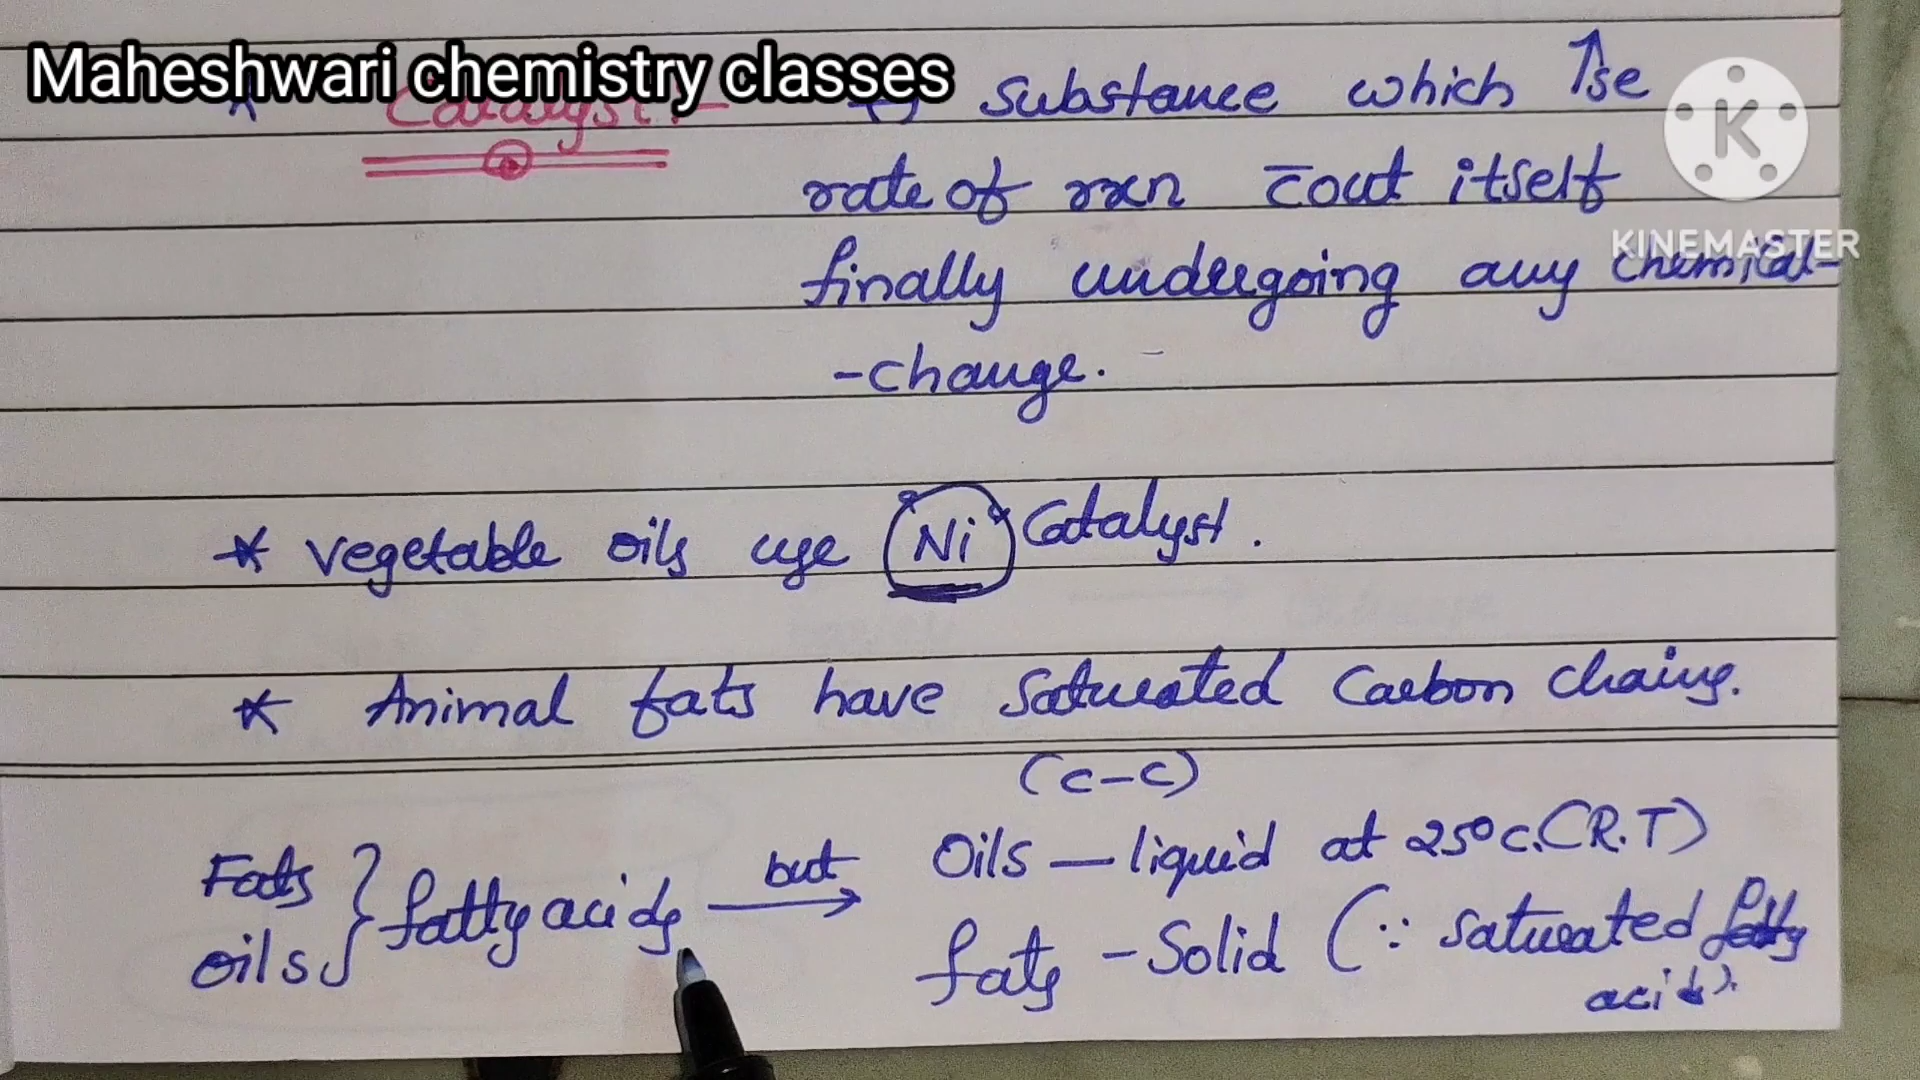 Maheshwari chemistry classes
* Catalyst :- → substance which ↑se
rate of rxn c̅out itself
finally undergoing any chemical-
-change.
KINEMASTER
* vegetable oils use Ni Catalyst.
* Animal fats have saturated Carbon chains.
(C-C)
Fats
oils } fatty acids but → Oils — liquid at 25°C. (R.T)
fats - Solid (∵ saturated fatty
acids).